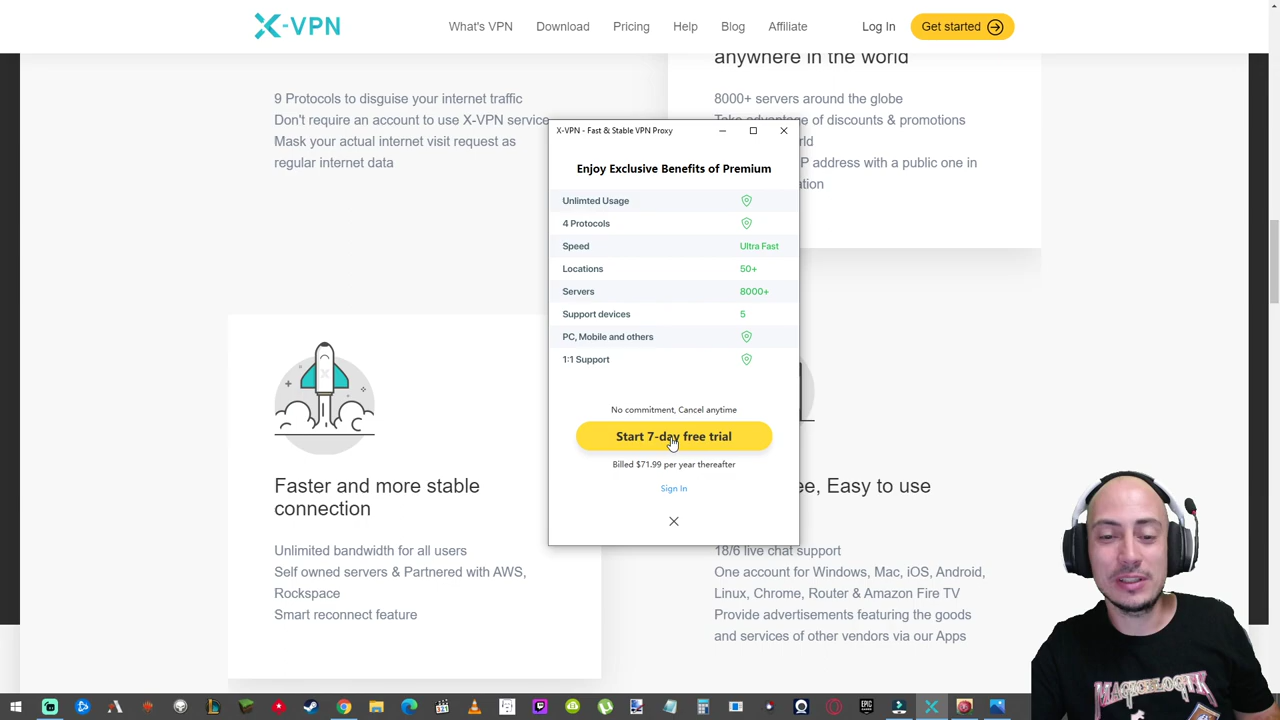 X-VPN
What's VPN
Download
Pricing
Help
Blog
Affiliate
Log In
Get started
anywhere in the world
9 Protocols to disguise your internet traffic
Don't require an account to use X-VPN service
Mask your actual internet visit request as
regular internet data
8000+ servers around the globe
Take advantage of discounts & promotions
rld
P address with a public one in
ation
X-VPN - Fast & Stable VPN Proxy
Enjoy Exclusive Benefits of Premium
Unlimted Usage
4 Protocols
Speed Ultra Fast
Locations 50+
Servers 8000+
Support devices 5
PC, Mobile and others
1:1 Support
No commitment, Cancel anytime
Start 7-day free trial
Billed $71.99 per year thereafter
Sign In
Faster and more stable
connection
Unlimited bandwidth for all users
Self owned servers & Partnered with AWS,
Rockspace
Smart reconnect feature
ee, Easy to use
18/6 live chat support
One account for Windows, Mac, iOS, Android,
Linux, Chrome, Router & Amazon Fire TV
Provide advertisements featuring the goods
and services of other vendors via our Apps